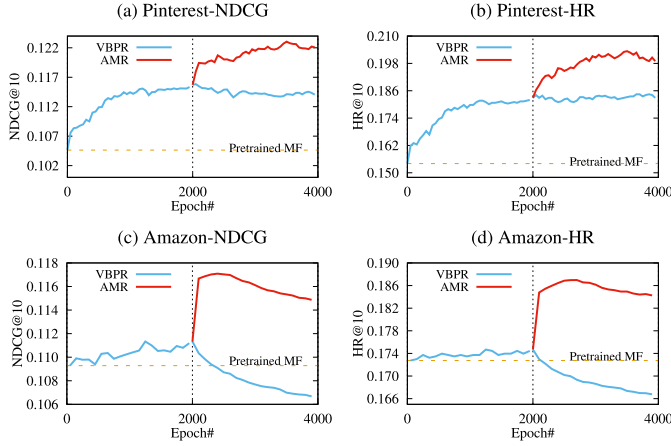 (a) Pinterest-NDCG
NDCG@10
0.122
0.117
0.112
0.107
0.102
VBPR
AMR
Pretrained MF
0
2000
4000
Epoch#
(b) Pinterest-HR
HR@10
0.210
0.198
0.186
0.174
0.162
0.150
VBPR
AMR
Pretrained MF
0
2000
4000
Epoch#
(c) Amazon-NDCG
NDCG@10
0.118
0.116
0.114
0.112
0.110
0.108
0.106
VBPR
AMR
Pretrained MF
0
2000
4000
Epoch#
(d) Amazon-HR
HR@10
0.190
0.186
0.182
0.178
0.174
0.170
0.166
VBPR
AMR
Pretrained MF
0
2000
4000
Epoch#